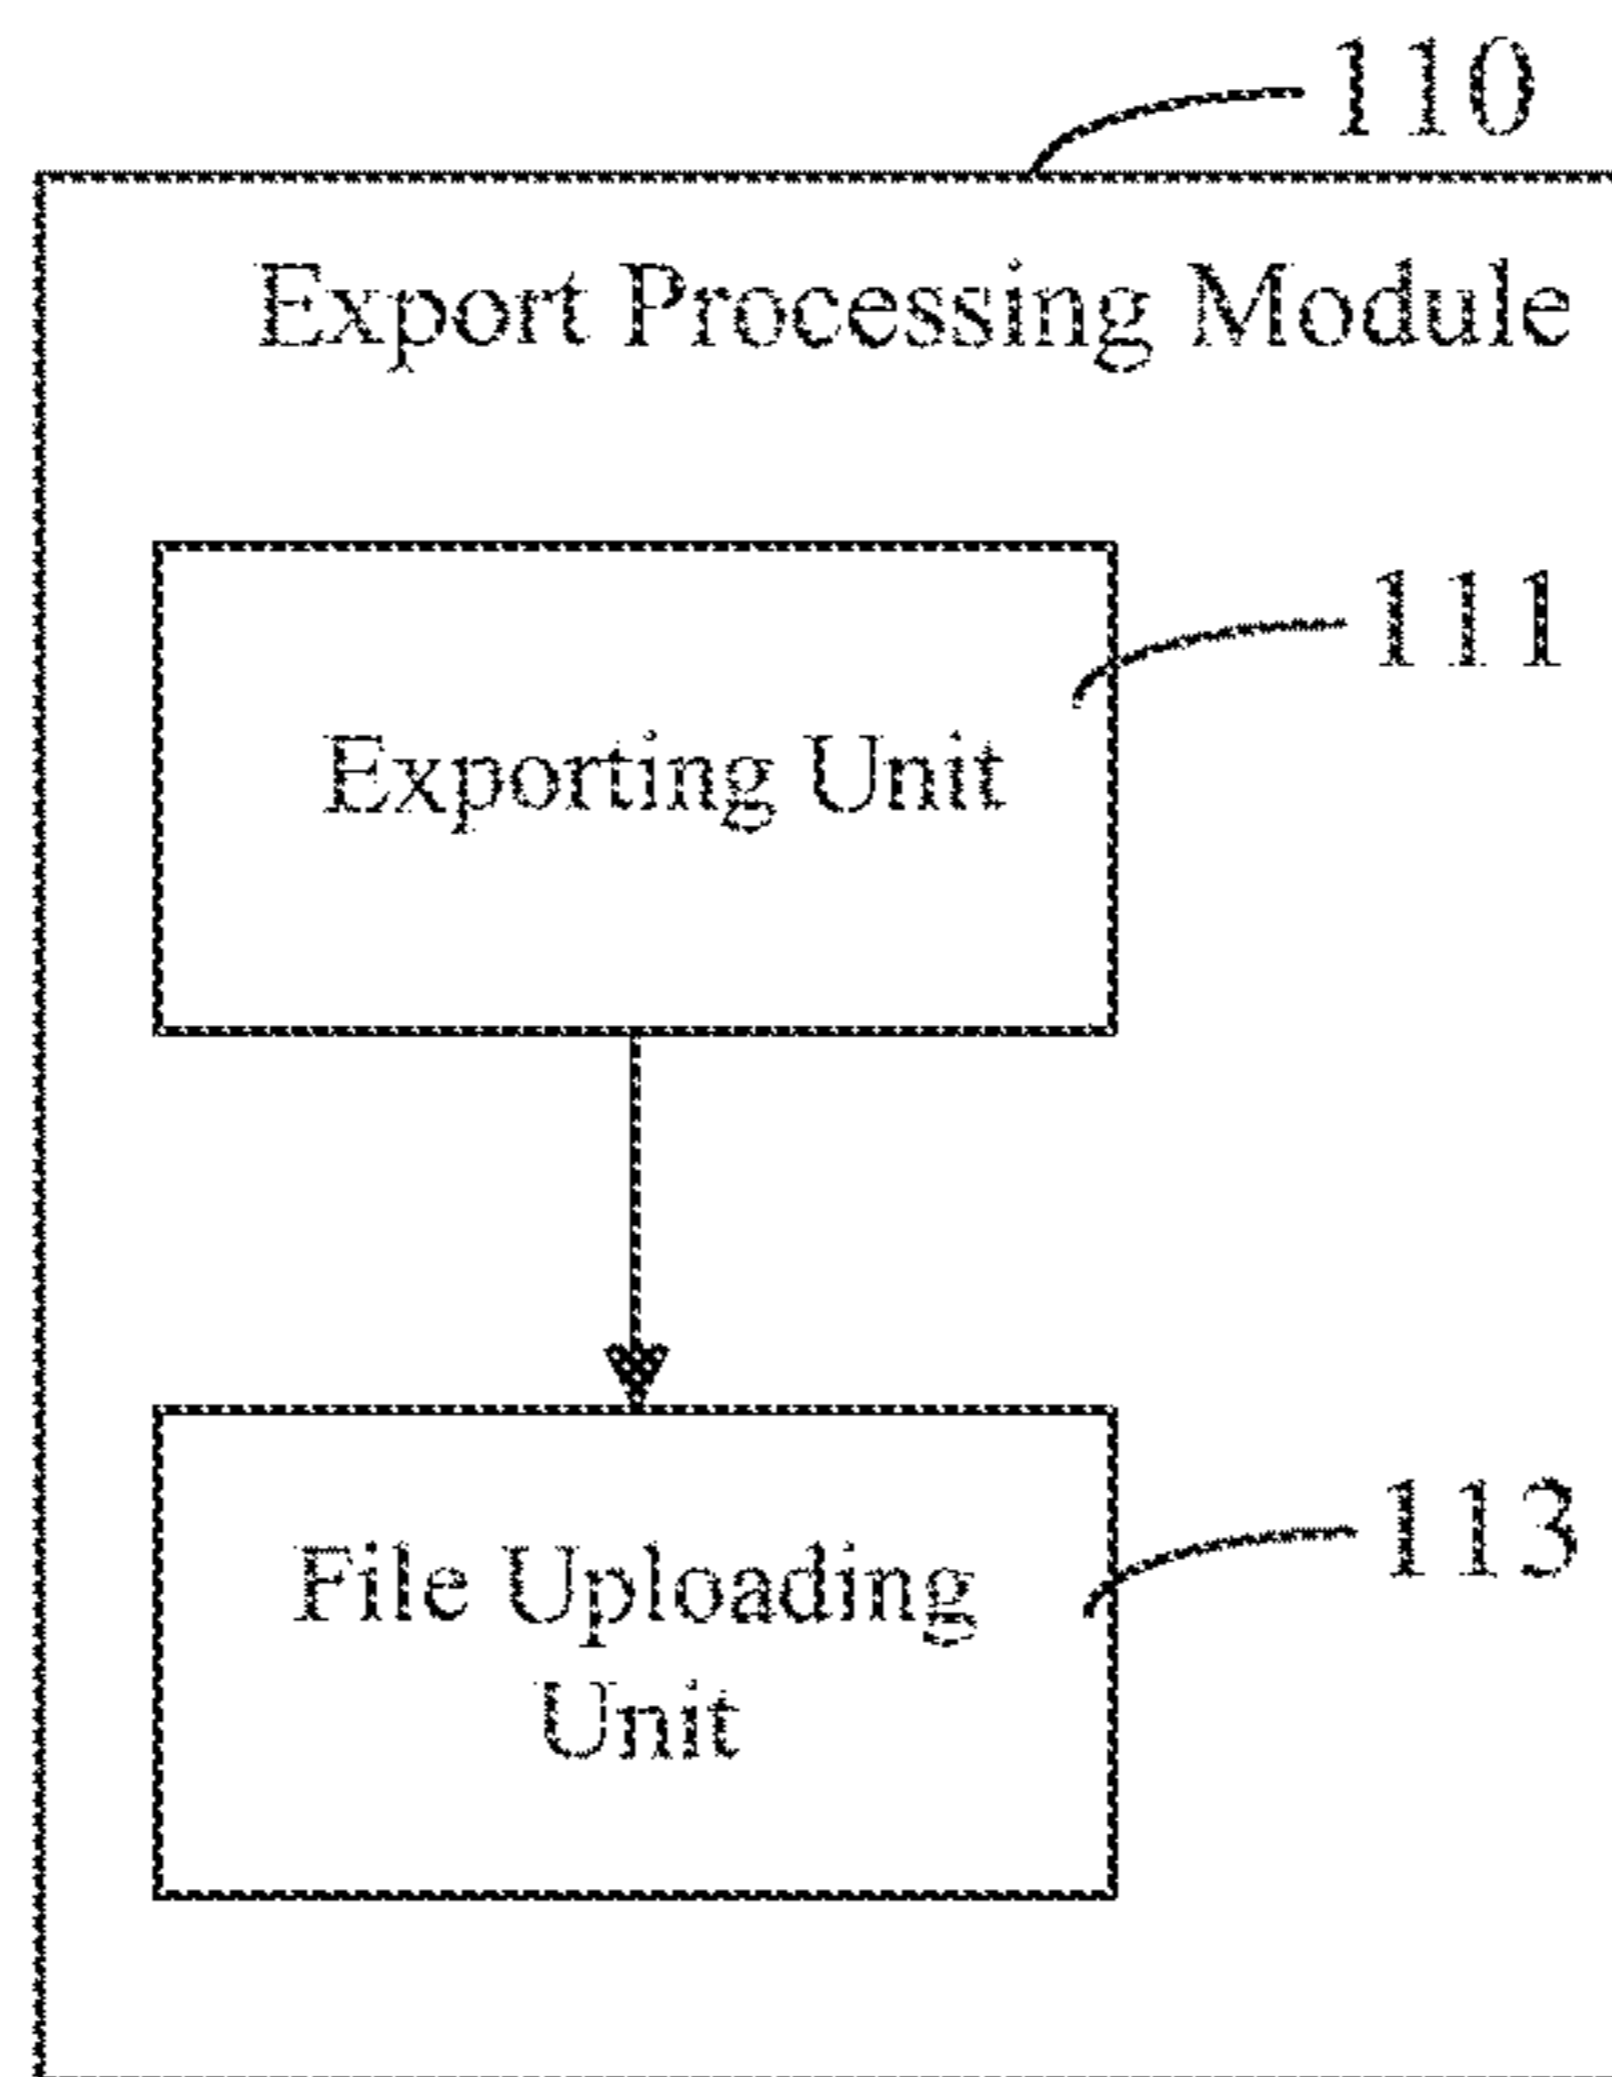 110
Export Processing Module
111
Exporting Unit
113
File Uploading
Unit